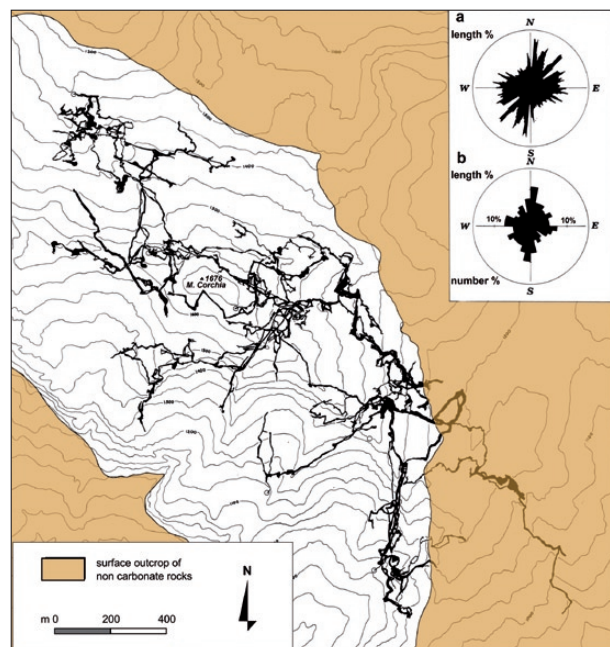 a
N
length %
W
E
S
b
N
length %
10%
10%
W
E
number %
S
1676
M. Corchia
surface outcrop of
non carbonate rocks
N
m 0 200 400